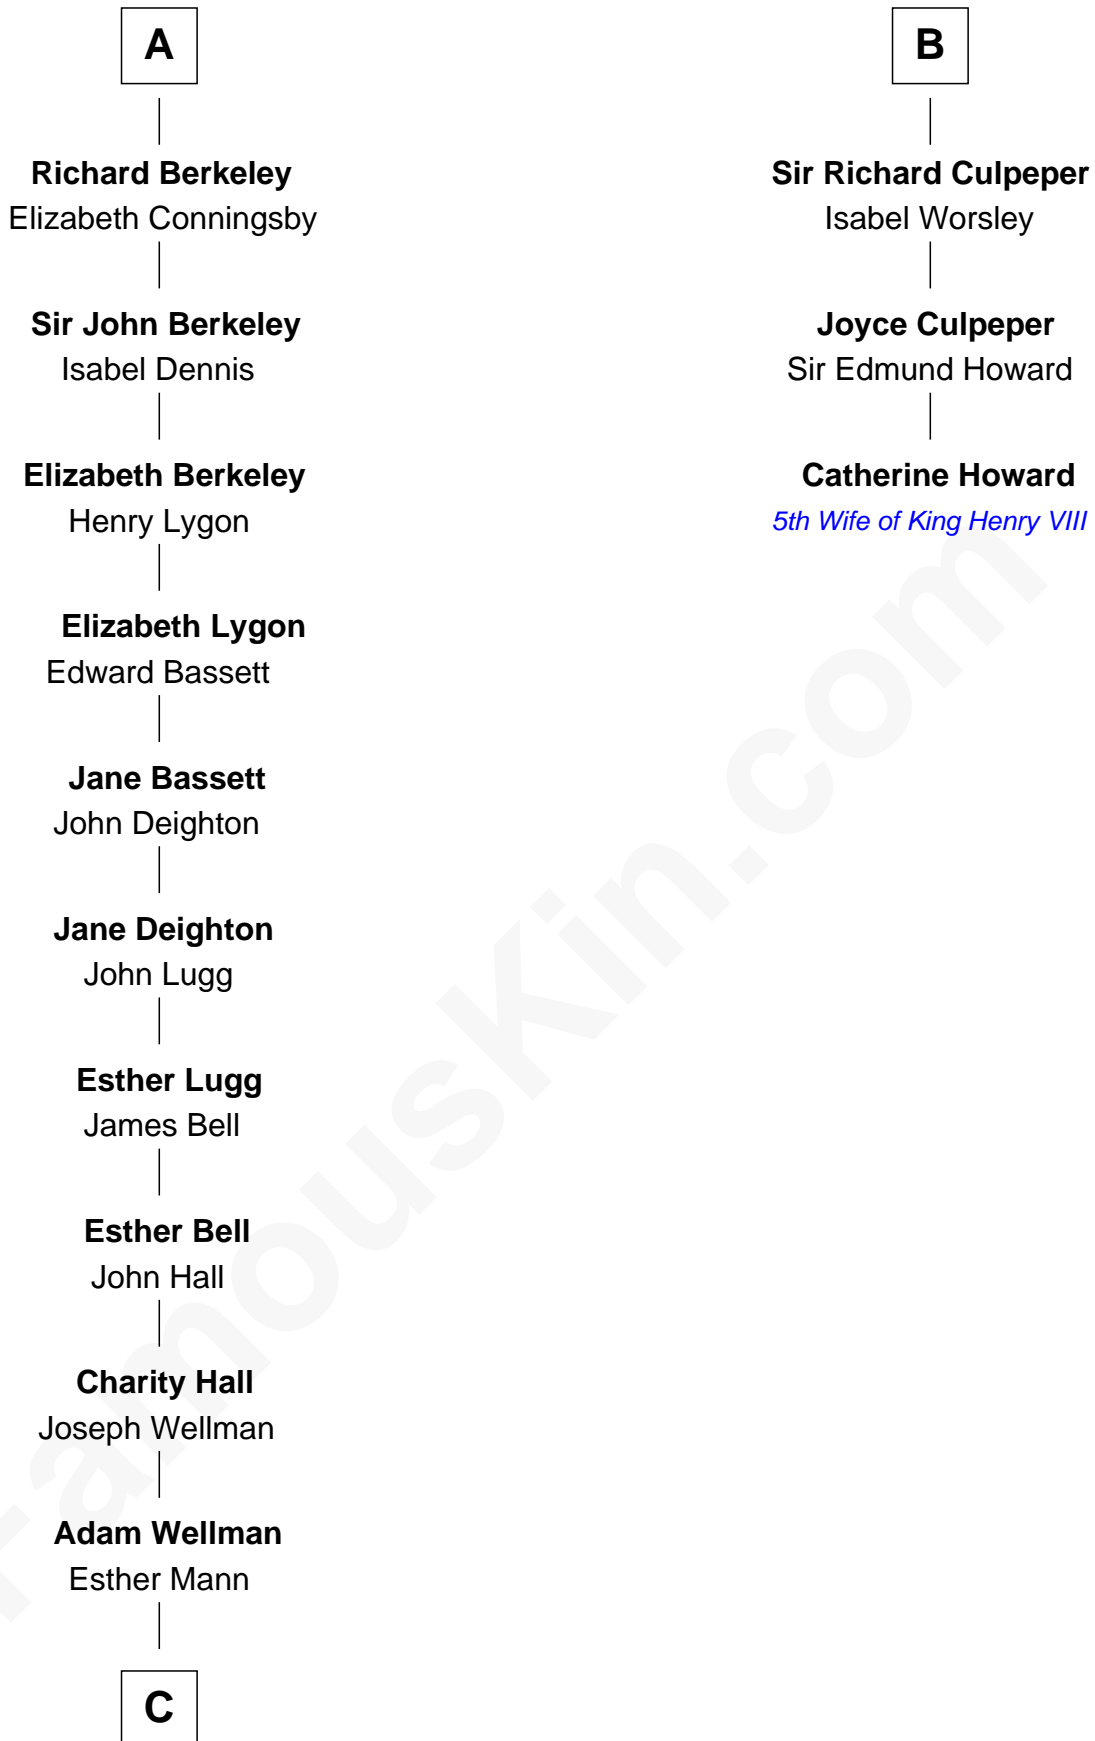 A
Richard Berkeley
Elizabeth Conningsby
Sir John Berkeley
Isabel Dennis
Elizabeth Berkeley
Henry Lygon
Elizabeth Lygon
Edward Bassett
Jane Bassett
John Deighton
Jane Deighton
John Lugg
Esther Lugg
James Bell
Esther Bell
John Hall
Charity Hall
Joseph Wellman
Adam Wellman
Esther Mann
C
B
Sir Richard Culpeper
Isabel Worsley
Joyce Culpeper
Sir Edmund Howard
Catherine Howard
5th Wife of King Henry VIII
FamousKin.com